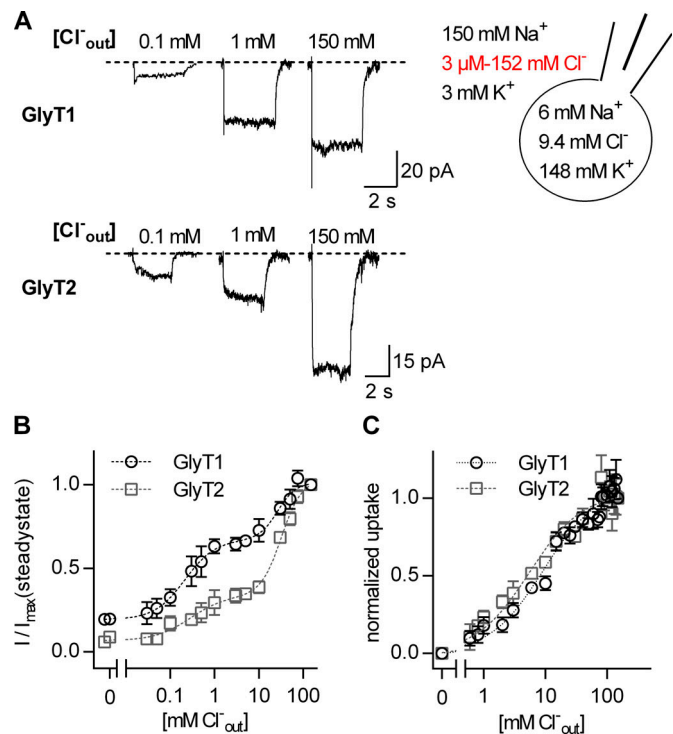 A
[Cl⁻out]
0.1 mM
1 mM
150 mM
GlyT1
20 pA
2 s
150 mM Na⁺
3 µM-152 mM Cl⁻
3 mM K⁺
6 mM Na⁺
9.4 mM Cl⁻
148 mM K⁺
[Cl⁻out]
0.1 mM
1 mM
150 mM
GlyT2
15 pA
2 s
B
GlyT1
GlyT2
1.0
0.5
0.0
I / Imax(steadystate)
0
0.1
1
10
100
[mM Cl⁻out]
C
GlyT1
GlyT2
1.0
0.5
0.0
normalized uptake
0
1
10
100
[mM Cl⁻out]